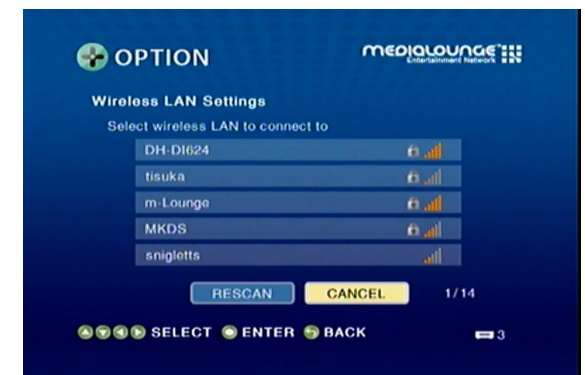 OPTION
MEDIALOUNGE
Entertainment Network
Wireless LAN Settings
Select wireless LAN to connect to
DH-DI624
tisuka
m-Lounge
MKDS
snigletts
RESCAN CANCEL 1/14
SELECT ENTER BACK 3